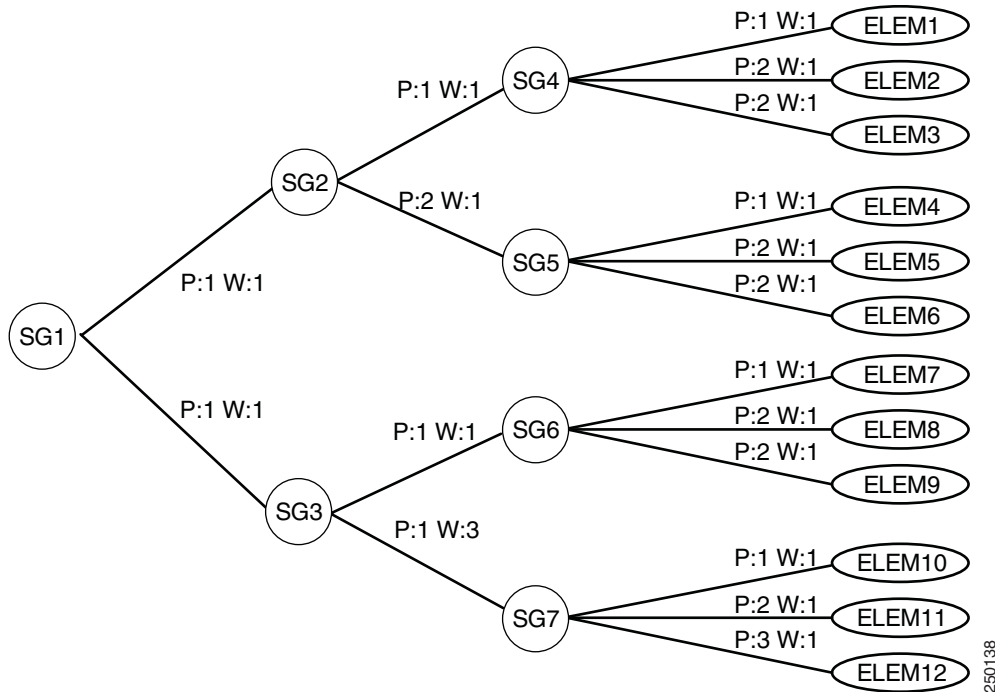 P:1 W:1
ELEM1
SG4
P:2 W:1
ELEM2
P:1 W:1
P:2 W:1
ELEM3
SG2
P:2 W:1
P:1 W:1
ELEM4
SG5
P:2 W:1
ELEM5
P:1 W:1
P:2 W:1
ELEM6
SG1
P:1 W:1
P:1 W:1
ELEM7
P:1 W:1
SG6
P:2 W:1
ELEM8
P:2 W:1
ELEM9
SG3
P:1 W:3
P:1 W:1
ELEM10
SG7
P:2 W:1
ELEM11
P:3 W:1
ELEM12
250138